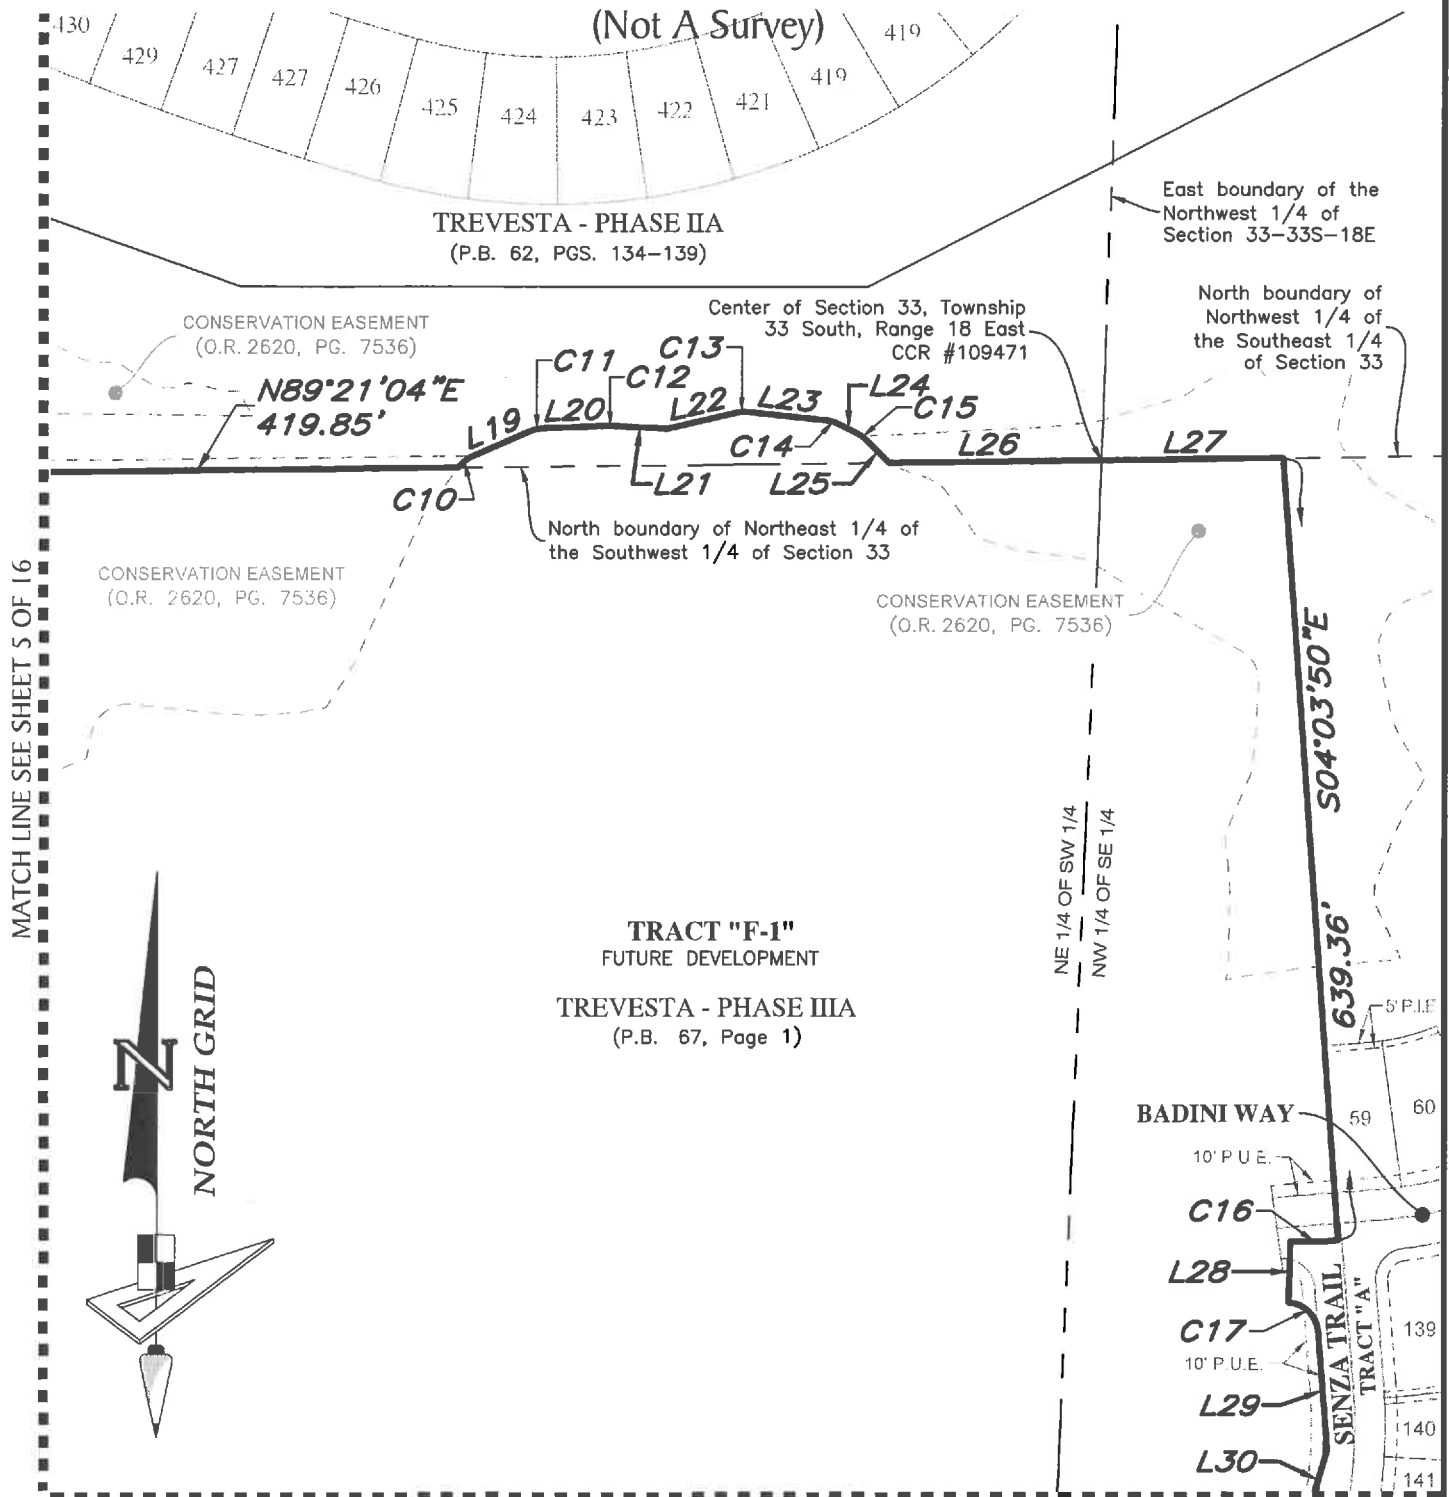 (Not A Survey)
430
429
427
427
426
425
424
423
422
421
419
419
TREVESTA - PHASE IIA
(P.B. 62, PGS. 134-139)
East boundary of the
Northwest 1/4 of
Section 33-33S-18E
North boundary of
Northwest 1/4 of
the Southeast 1/4
of Section 33
Center of Section 33, Township
33 South, Range 18 East
CCR #109471
CONSERVATION EASEMENT
(O.R. 2620, PG. 7536)
N89°21'04"E
419.85'
C10
L19
C11
L20
C12
L21
L22
C13
L23
C14
L24
C15
L25
L26
L27
North boundary of Northeast 1/4 of
the Southwest 1/4 of Section 33
CONSERVATION EASEMENT
(O.R. 2620, PG. 7536)
CONSERVATION EASEMENT
(O.R. 2620, PG. 7536)
MATCH LINE SEE SHEET 5 OF 16
S04°03'50"E
639.36'
NE 1/4 OF SW 1/4
NW 1/4 OF SE 1/4
TRACT "F-1"
FUTURE DEVELOPMENT
TREVESTA - PHASE IIIA
(P.B. 67, Page 1)
N
NORTH GRID
5' P.I.E
59
60
BADINI WAY
10' P.U.E.
C16
L28
C17
10' P.U.E.
L29
L30
SENZA TRAIL
TRACT "A"
139
140
141